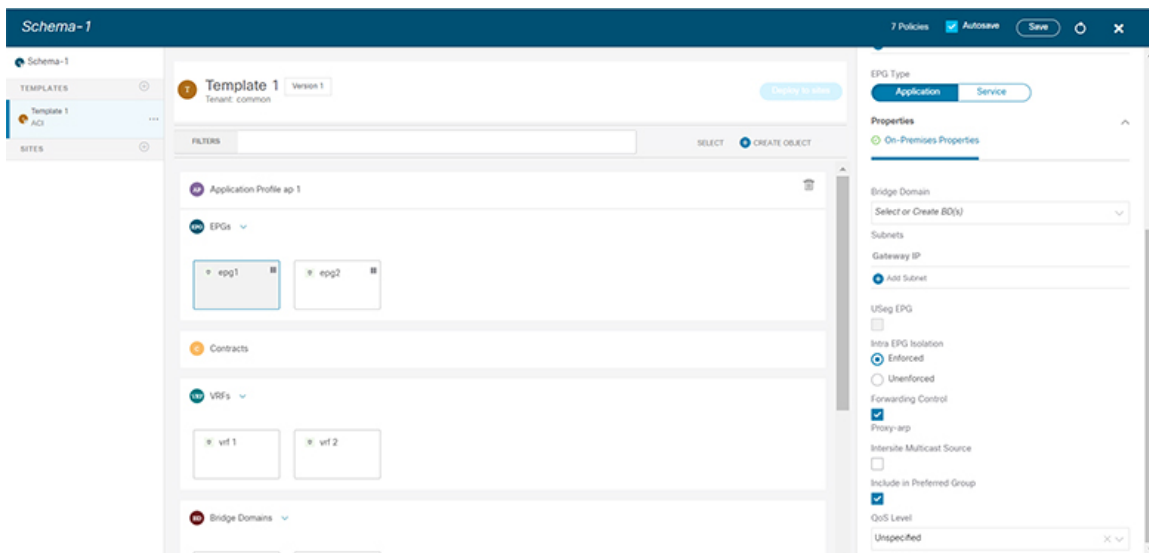 Schema-1
7 Policies
Autosave
Save
Schema-1
TEMPLATES
Template 1
ACI
SITES
T
Template 1
Version 1
Tenant: common
Deploy to sites
FILTERS
SELECT
CREATE OBJECT
AP
Application Profile ap 1
EPG
EPGs
epg1
epg2
C
Contracts
VRF
VRFs
vrf 1
vrf 2
BD
Bridge Domains
EPG Type
Application
Service
Properties
On-Premises Properties
Bridge Domain
Select or Create BD(s)
Subnets
Gateway IP
Add Subnet
USeg EPG
Intra EPG Isolation
Enforced
Unenforced
Forwarding Control
Proxy-arp
Intersite Multicast Source
Include in Preferred Group
QoS Level
Unspecified